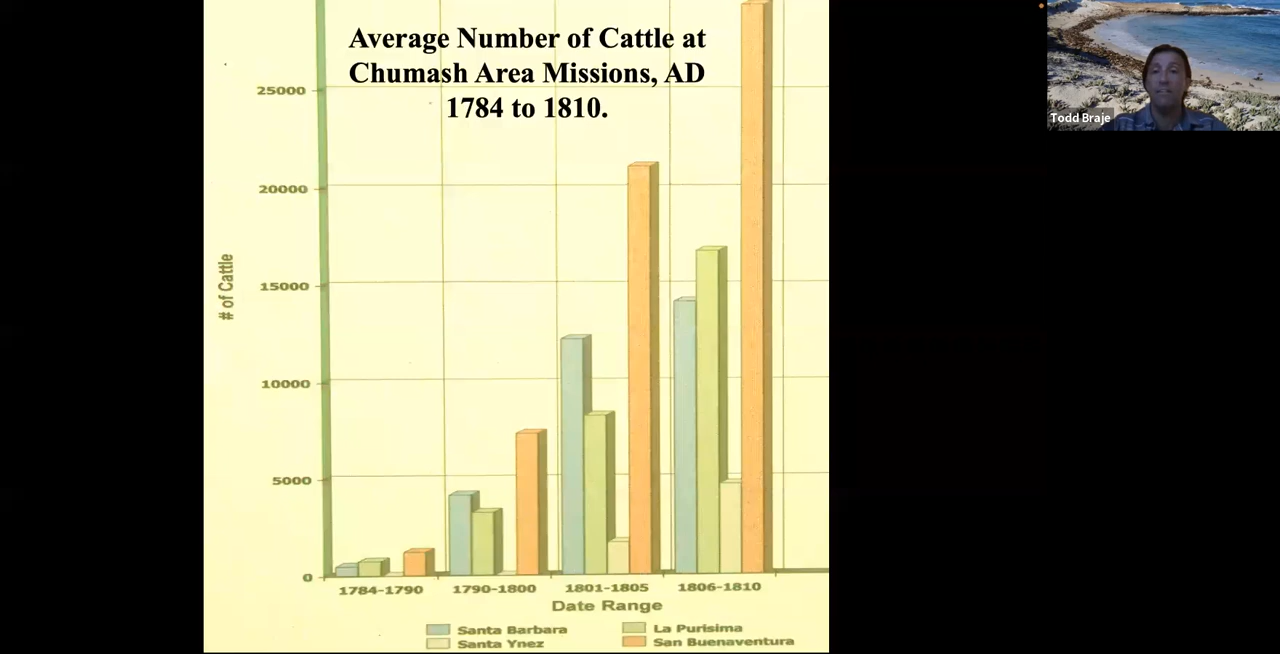 Average Number of Cattle at
Chumash Area Missions, AD
1784 to 1810.
25000
20000
15000
10000
5000
0
# of Cattle
1784-1790 1790-1800 1801-1805 1806-1810
Date Range
Santa Barbara La Purisima
Santa Ynez San Buenaventura
Todd Braje